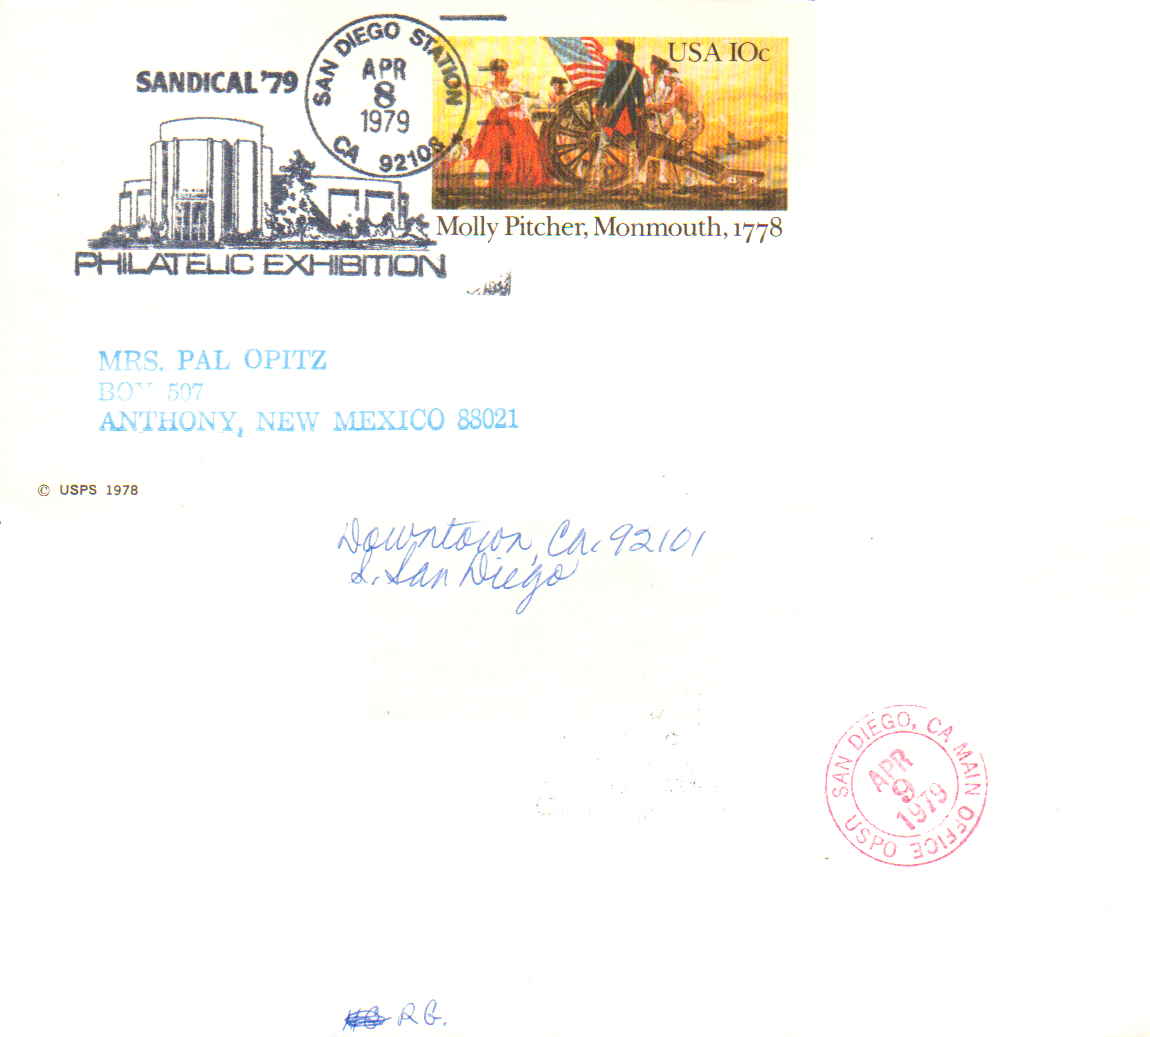 SANDICAL '79
SAN DIEGO STATION
APR
8
1979
CA 92108
USA 10c
Molly Pitcher, Monmouth, 1778
PHILATELIC EXHIBITION
MRS. PAL OPITZ
BOX 507
ANTHONY, NEW MEXICO 88021
© USPS 1978
Downtown, Ca. 92101
S. San Diego
SAN DIEGO, CA MAIN OFFICE
APR
9
1979
USPO
R G.